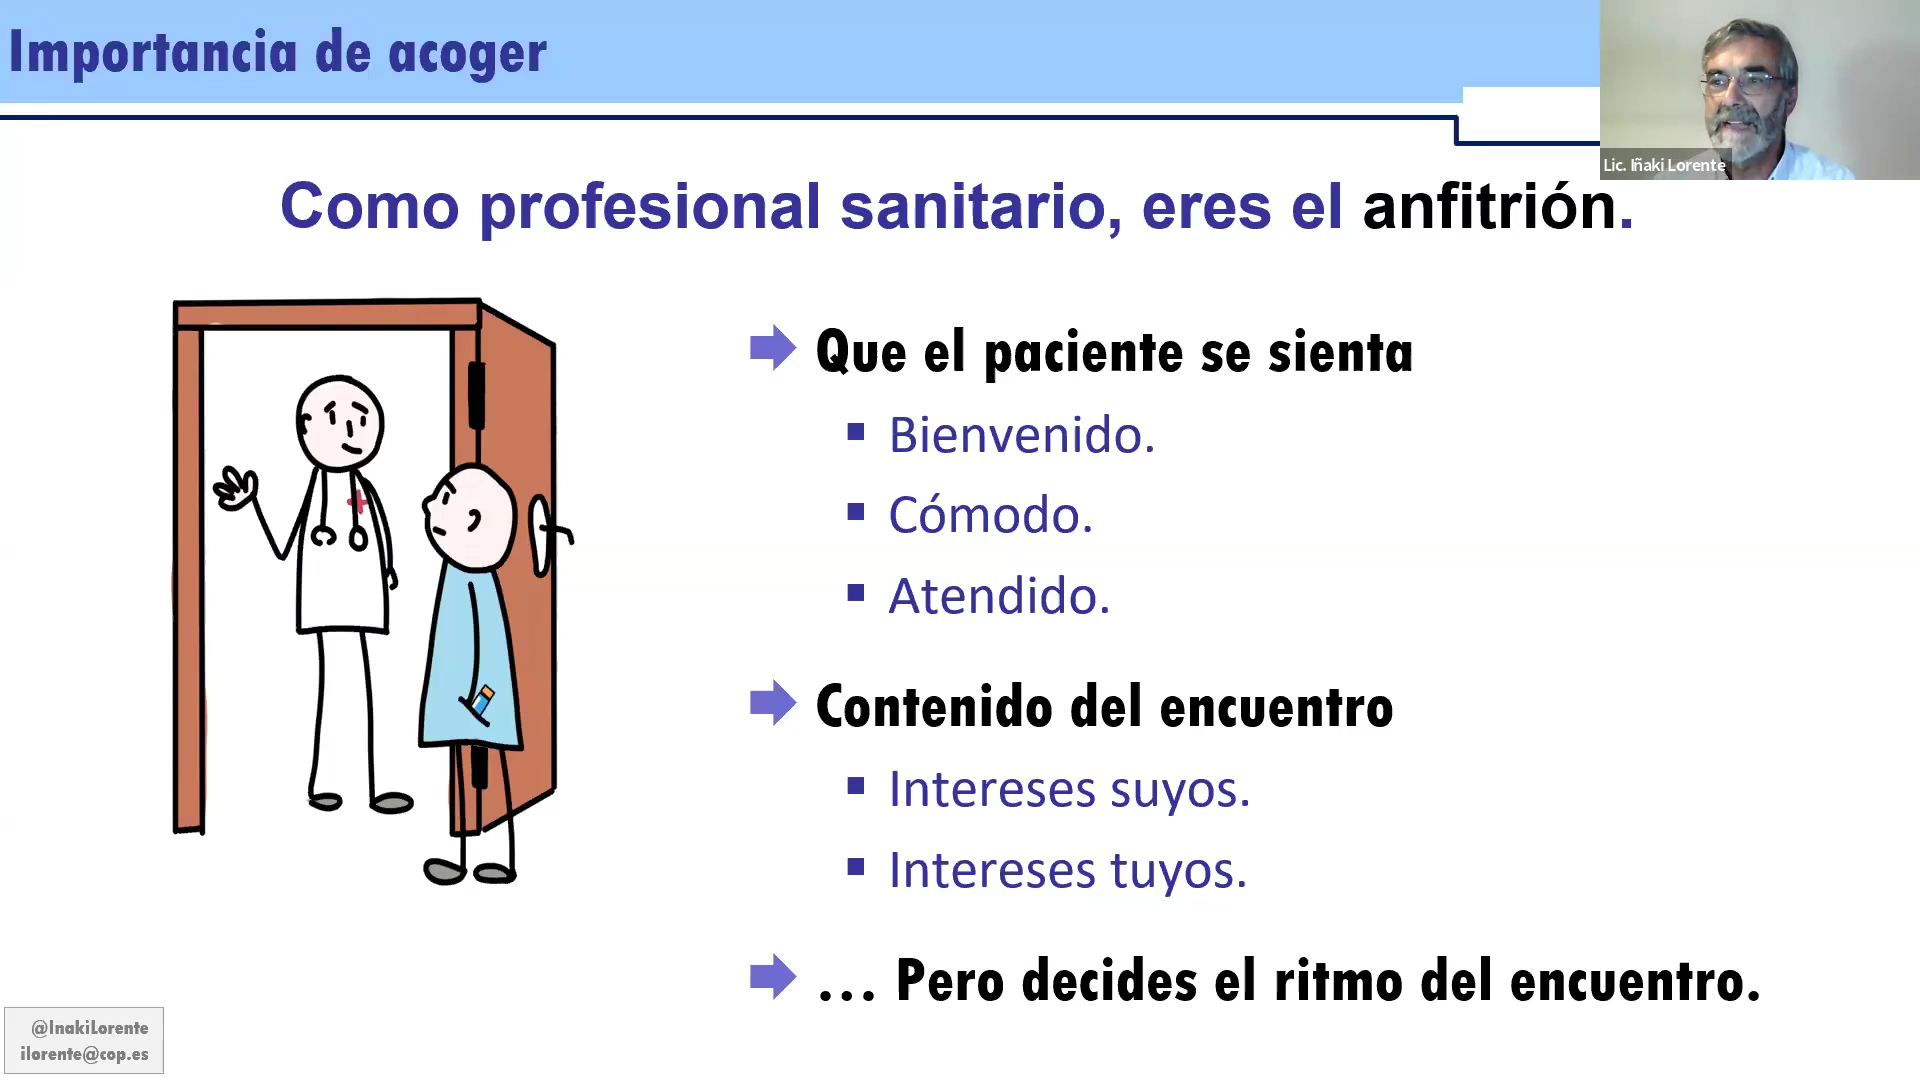 Importancia de acoger
Lic. Iñaki Lorente
Como profesional sanitario, eres el anfitrión.
Que el paciente se sienta
Bienvenido.
Cómodo.
Atendido.
Contenido del encuentro
Intereses suyos.
Intereses tuyos.
... Pero decides el ritmo del encuentro.
@InakiLorente
ilorente@cop.es